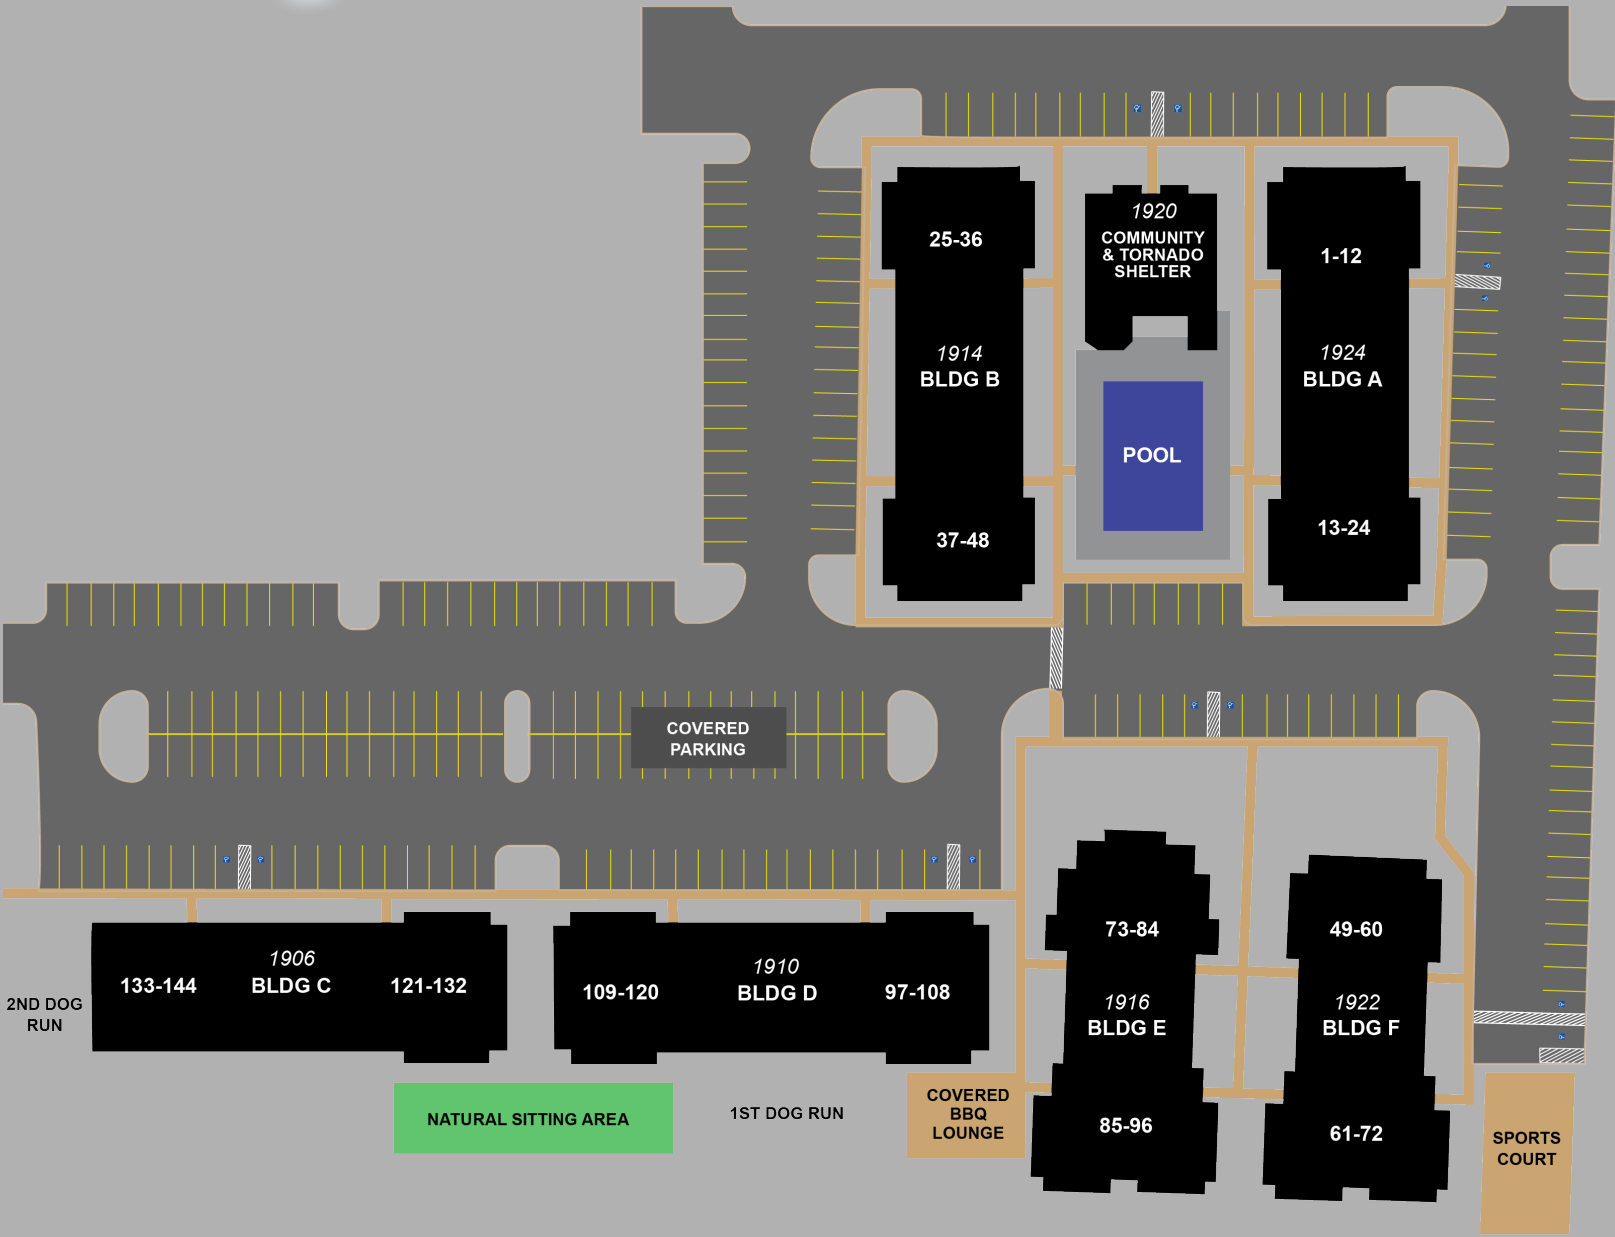 25-36
1914
BLDG B
37-48
1920
COMMUNITY
& TORNADO
SHELTER
POOL
1-12
1924
BLDG A
13-24
COVERED
PARKING
2ND DOG
RUN
133-144
1906
BLDG C
121-132
109-120
1910
BLDG D
97-108
73-84
1916
BLDG E
85-96
49-60
1922
BLDG F
61-72
NATURAL SITTING AREA
1ST DOG RUN
COVERED
BBQ
LOUNGE
SPORTS
COURT